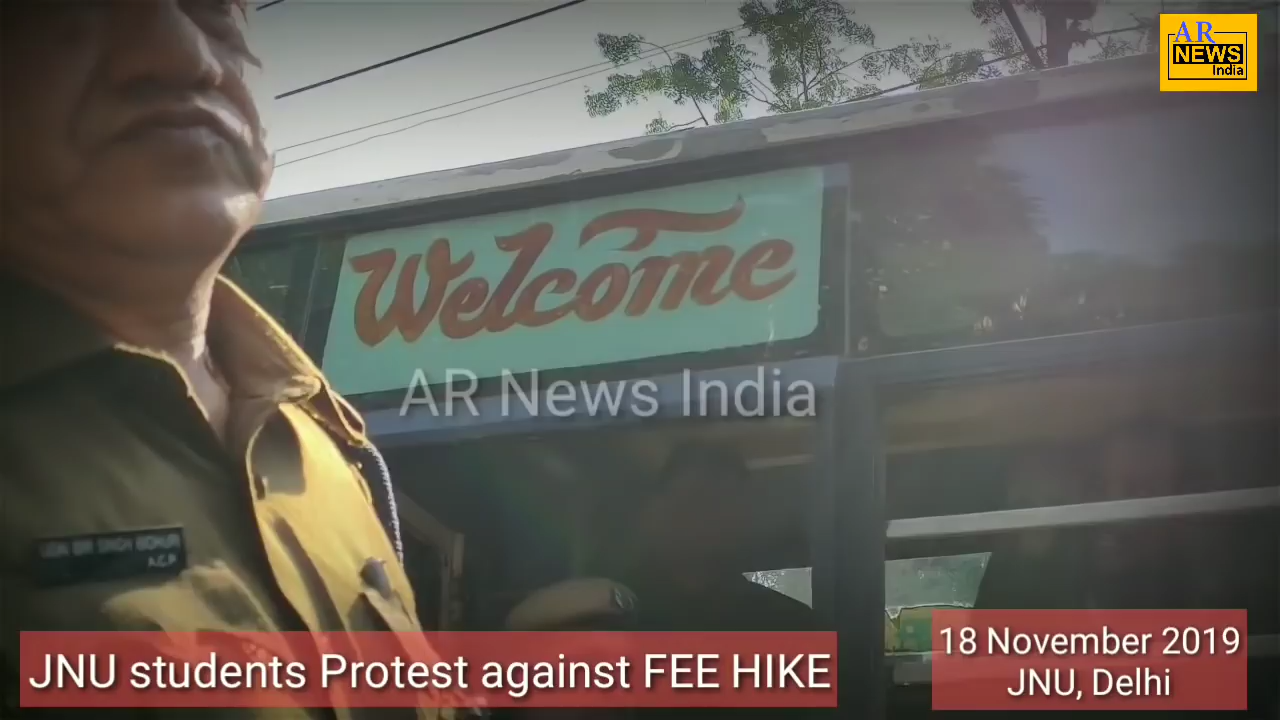 AR
NEWS
India
Welcome
AR News India
A.C.P
JNU students Protest against FEE HIKE
18 November 2019
JNU, Delhi